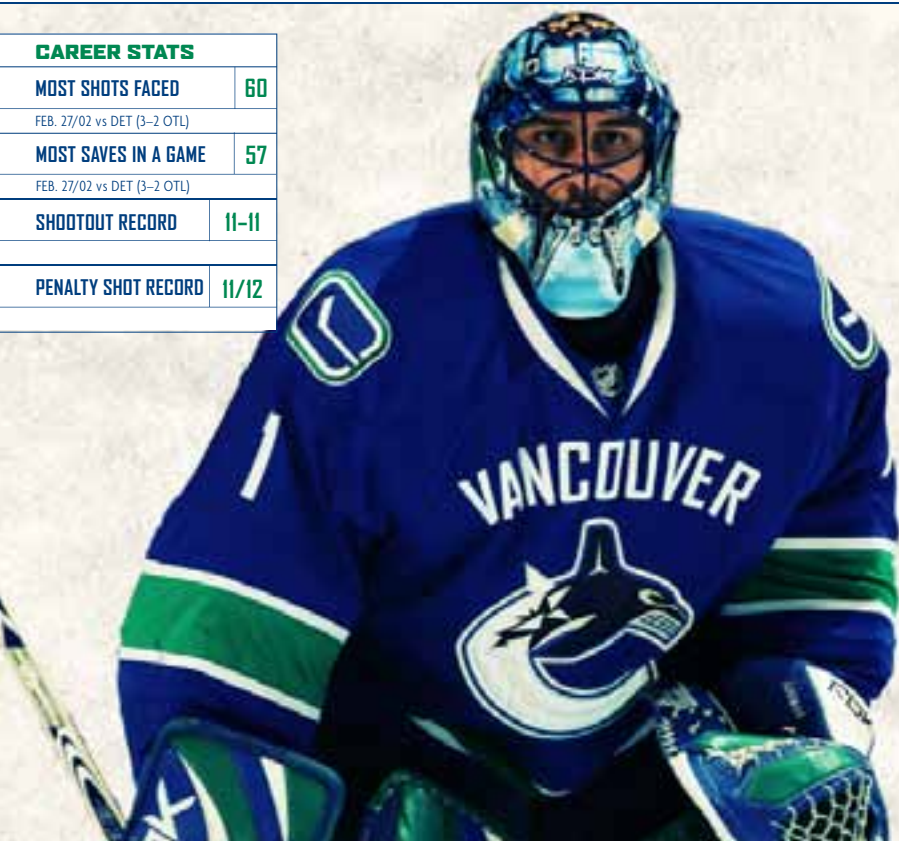 CAREER STATS
MOST SHOTS FACED 60
FEB. 27/02 vs DET (3–2 OTL)
MOST SAVES IN A GAME 57
FEB. 27/02 vs DET (3–2 OTL)
SHOOTOUT RECORD 11–11
PENALTY SHOT RECORD 11/12
1
VANCOUVER